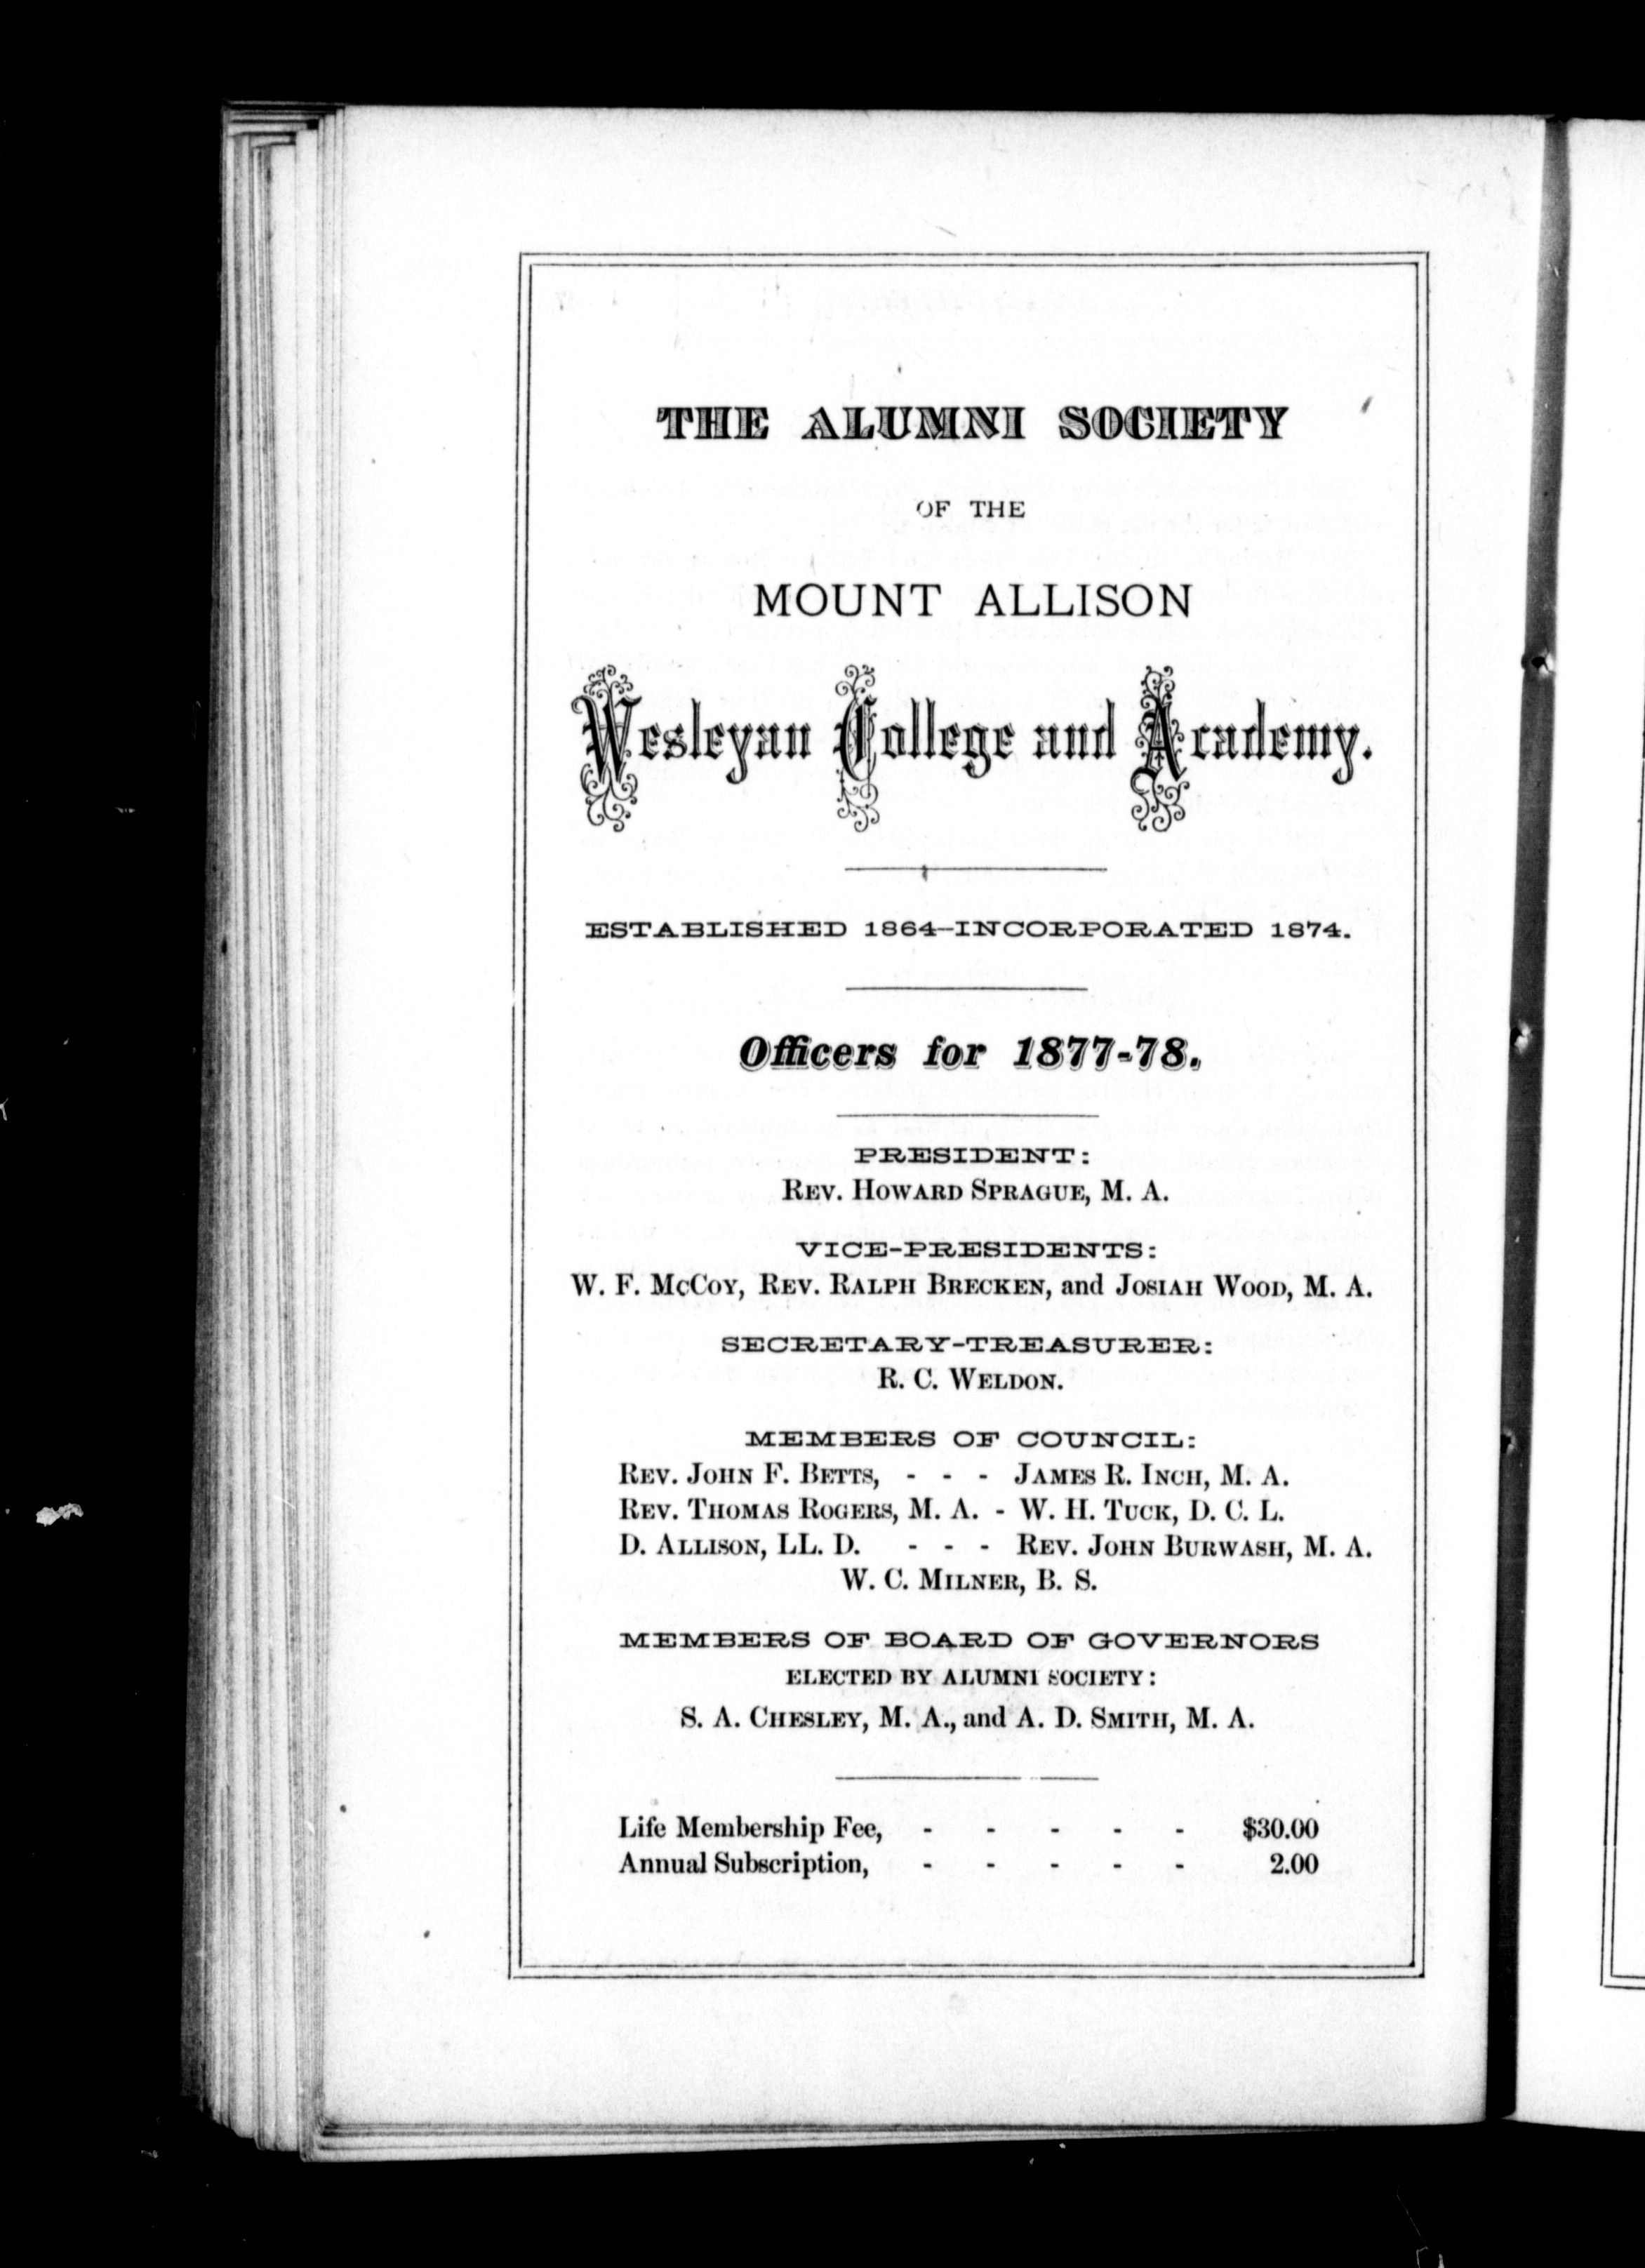 THE ALUMNI SOCIETY
OF THE
MOUNT ALLISON
Wesleyan College and Academy.
ESTABLISHED 1864--INCORPORATED 1874.
Officers for 1877-78.
PRESIDENT:
REV. HOWARD SPRAGUE, M. A.
VICE-PRESIDENTS:
W. F. MCCOY, REV. RALPH BRECKEN, and JOSIAH WOOD, M. A.
SECRETARY-TREASURER:
R. C. WELDON.
MEMBERS OF COUNCIL:
REV. JOHN F. BETTS, - - - JAMES R. INCH, M. A.
REV. THOMAS ROGERS, M. A. - W. H. TUCK, D. C. L.
D. ALLISON, LL. D. - - - REV. JOHN BURWASH, M. A.
W. C. MILNER, B. S.
MEMBERS OF BOARD OF GOVERNORS
ELECTED BY ALUMNI SOCIETY:
S. A. CHESLEY, M. A., and A. D. SMITH, M. A.
Life Membership Fee, - - - - - $30.00
Annual Subscription, - - - - - 2.00